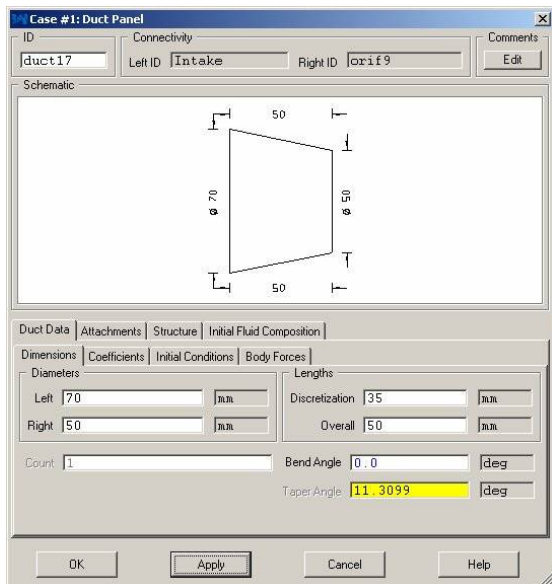 Case #1: Duct Panel
ID
Connectivity
Comments
duct17
Left ID Intake
Right ID orif9
Edit
Schematic
50
Ø 70
Ø 50
50
Duct Data Attachments Structure Initial Fluid Composition
Dimensions Coefficients Initial Conditions Body Forces
Diameters
Lengths
Left 70 mm
Discretization 35 mm
Right 50 mm
Overall 50 mm
Count 1
Bend Angle 0.0 deg
Taper Angle 11.3099 deg
OK Apply Cancel Help